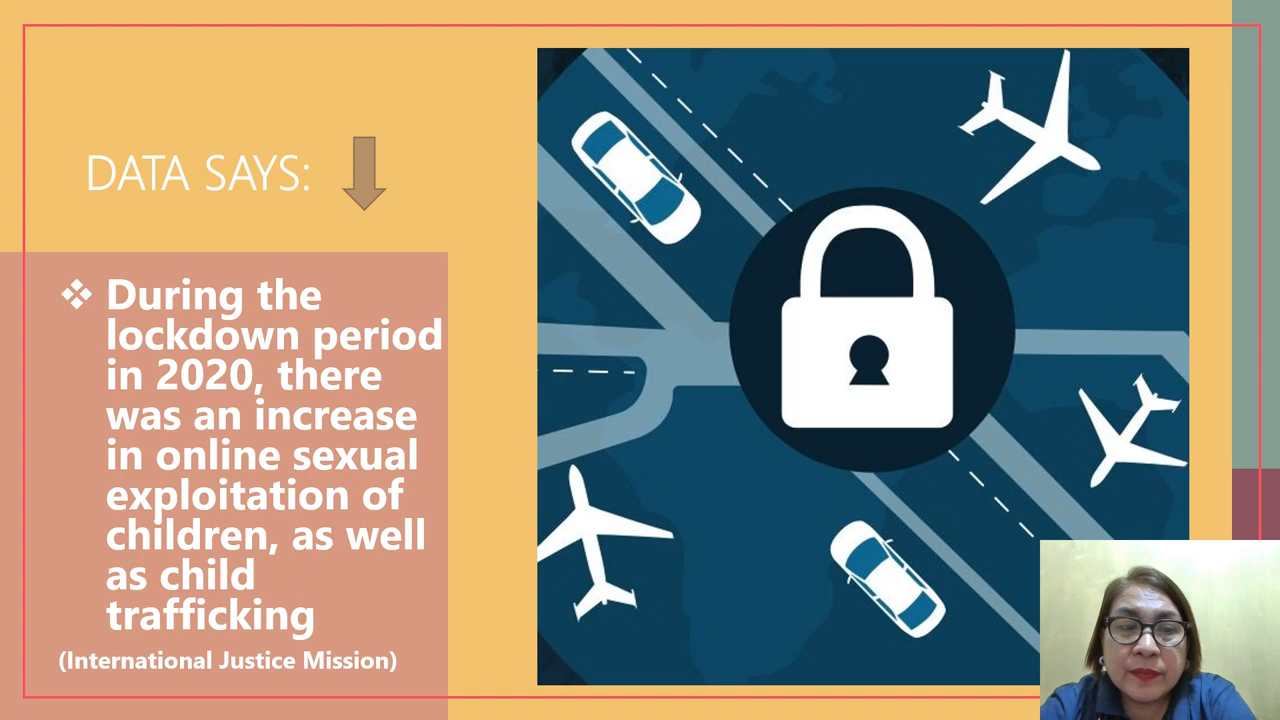 DATA SAYS:
During the
lockdown period
in 2020, there
was an increase
in online sexual
exploitation of
children, as well
as child
trafficking
(International Justice Mission)